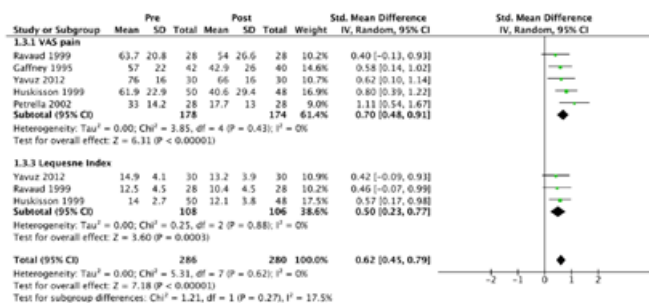 Pre Post Std. Mean Difference Std. Mean Difference
Study or Subgroup Mean SD Total Mean SD Total Weight IV, Random, 95% CI IV, Random, 95% CI
1.3.1 VAS pain
Ravaud 1999 63.7 20.8 28 54 26.6 28 10.2% 0.40 [-0.13, 0.93]
Gaffney 1995 57 22 42 42.9 26 40 14.6% 0.58 [0.14, 1.02]
Yavuz 2012 76 16 30 66 16 30 10.7% 0.62 [0.10, 1.14]
Huskisson 1999 61.9 22.9 50 40.6 29.4 48 16.8% 0.80 [0.39, 1.22]
Petrella 2002 33 14.2 28 17.7 13 28 9.0% 1.11 [0.54, 1.67]
Subtotal (95% CI) 178 174 61.4% 0.70 [0.48, 0.91]
Heterogeneity: Tau² = 0.00; Chi² = 3.85, df = 4 (P = 0.43); I² = 0%
Test for overall effect: Z = 6.31 (P < 0.00001)
1.3.3 Lequesne Index
Yavuz 2012 14.9 4.1 30 13.2 3.9 30 10.9% 0.42 [-0.09, 0.93]
Ravaud 1999 12.5 4.5 28 10.4 4.5 28 10.1% 0.46 [-0.07, 0.99]
Huskisson 1999 14 2.7 50 12.1 3.8 48 17.5% 0.57 [0.17, 0.98]
Subtotal (95% CI) 108 106 38.6% 0.50 [0.23, 0.77]
Heterogeneity: Tau² = 0.00; Chi² = 0.25, df = 2 (P = 0.88); I² = 0%
Test for overall effect: Z = 3.60 (P = 0.0003)
Total (95% CI) 286 280 100.0% 0.62 [0.45, 0.79]
Heterogeneity: Tau² = 0.00; Chi² = 5.31, df = 7 (P = 0.62); I² = 0%
Test for overall effect: Z = 7.18 (P < 0.00001)
Test for subgroup differences: Chi² = 1.21, df = 1 (P = 0.27), I² = 17.5%
-2 -1 0 1 2